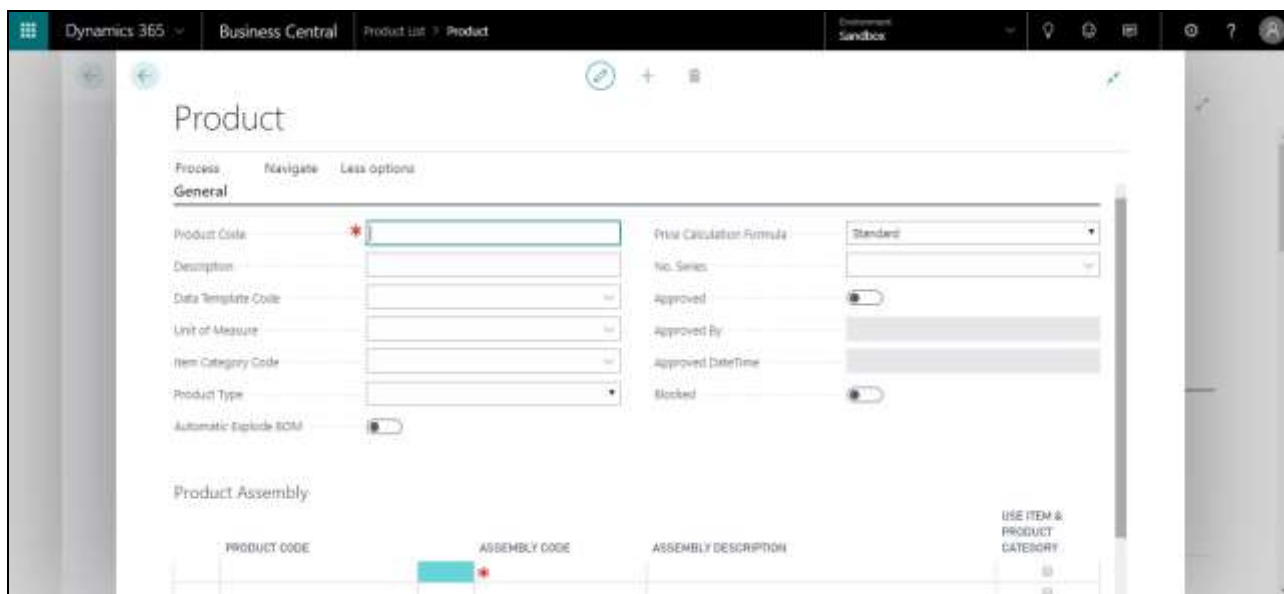 Dynamics 365 Business Central Product List > Product Environment
Sandbox
Product
Process Navigate Less options
General
Product Code * Price Calculation Formula Standard
Description No. Series
Data Template Code Approved
Unit of Measure Approved By
Item Category Code Approved DateTime
Product Type Blocked
Automatic Explode BOM
Product Assembly
PRODUCT CODE ASSEMBLY CODE ASSEMBLY DESCRIPTION USE ITEM &
PRODUCT
CATEGORY
*